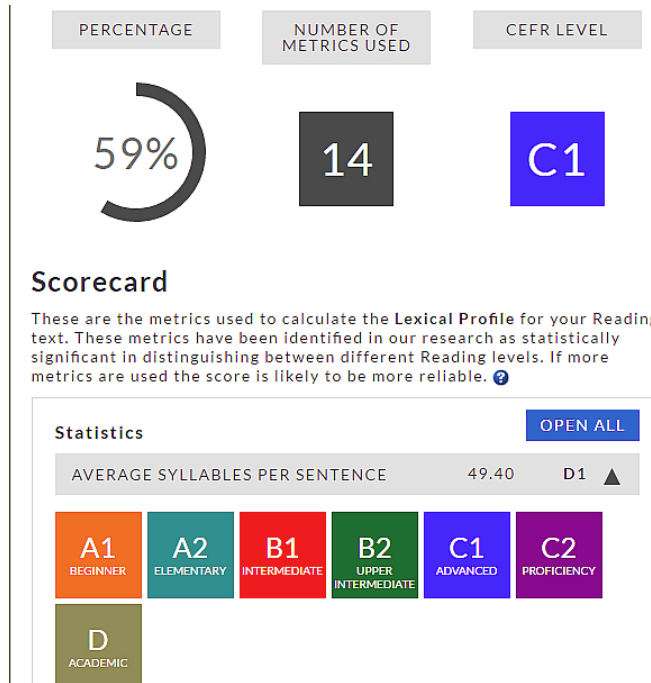 PERCENTAGE
NUMBER OF
METRICS USED
CEFR LEVEL
59%
14
C1
Scorecard
These are the metrics used to calculate the Lexical Profile for your Reading
text. These metrics have been identified in our research as statistically
significant in distinguishing between different Reading levels. If more
metrics are used the score is likely to be more reliable. ?
Statistics
OPEN ALL
AVERAGE SYLLABLES PER SENTENCE 49.40 D1 ▲
A1
BEGINNER
A2
ELEMENTARY
B1
INTERMEDIATE
B2
UPPER
INTERMEDIATE
C1
ADVANCED
C2
PROFICIENCY
D
ACADEMIC